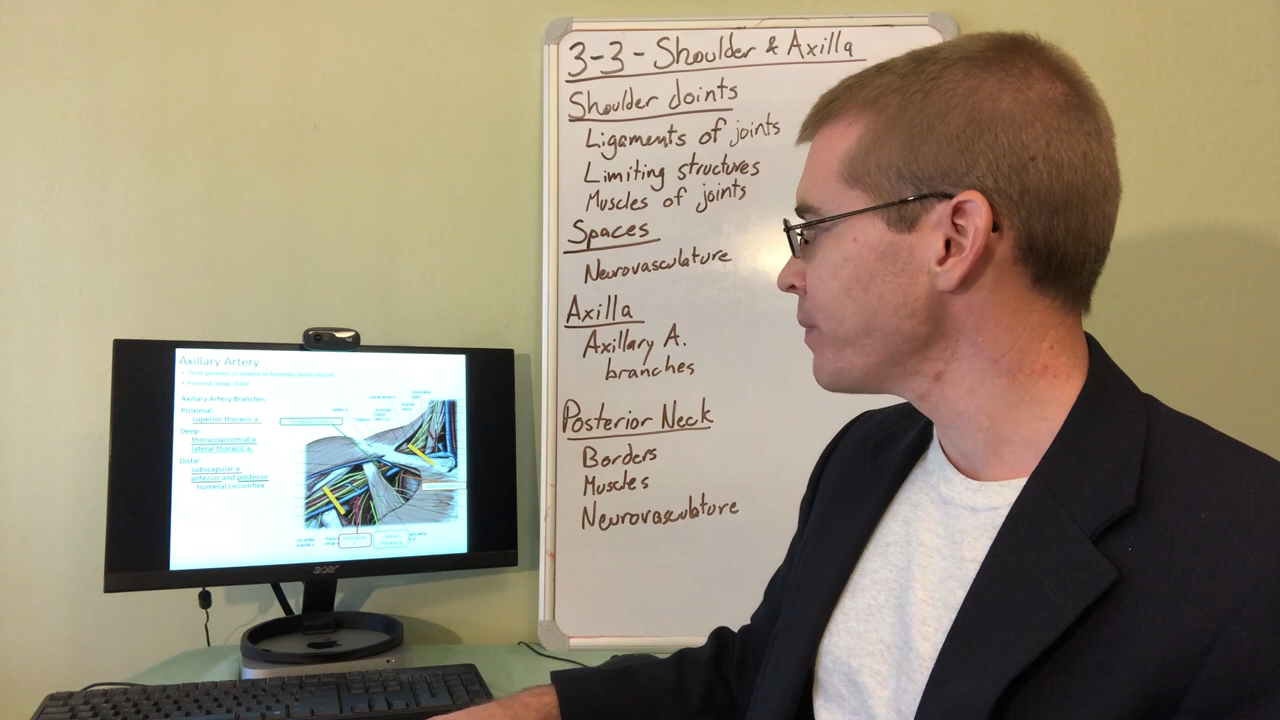 3-3- Shoulder & Axilla
Shoulder Joints
Ligaments of joints
Limiting structures
Muscles of joints
Spaces
Neurovasculature
Axilla
Axillary A.
branches
Posterior Neck
Borders
Muscles
Neurovasculature
Axillary Artery
Axillary Artery Branches
Proximal:
superior thoracic a.
Deep:
thoracoacromial a.
lateral thoracic a.
Distal:
subscapular a.
anterior and posterior
humeral circumflex
acer